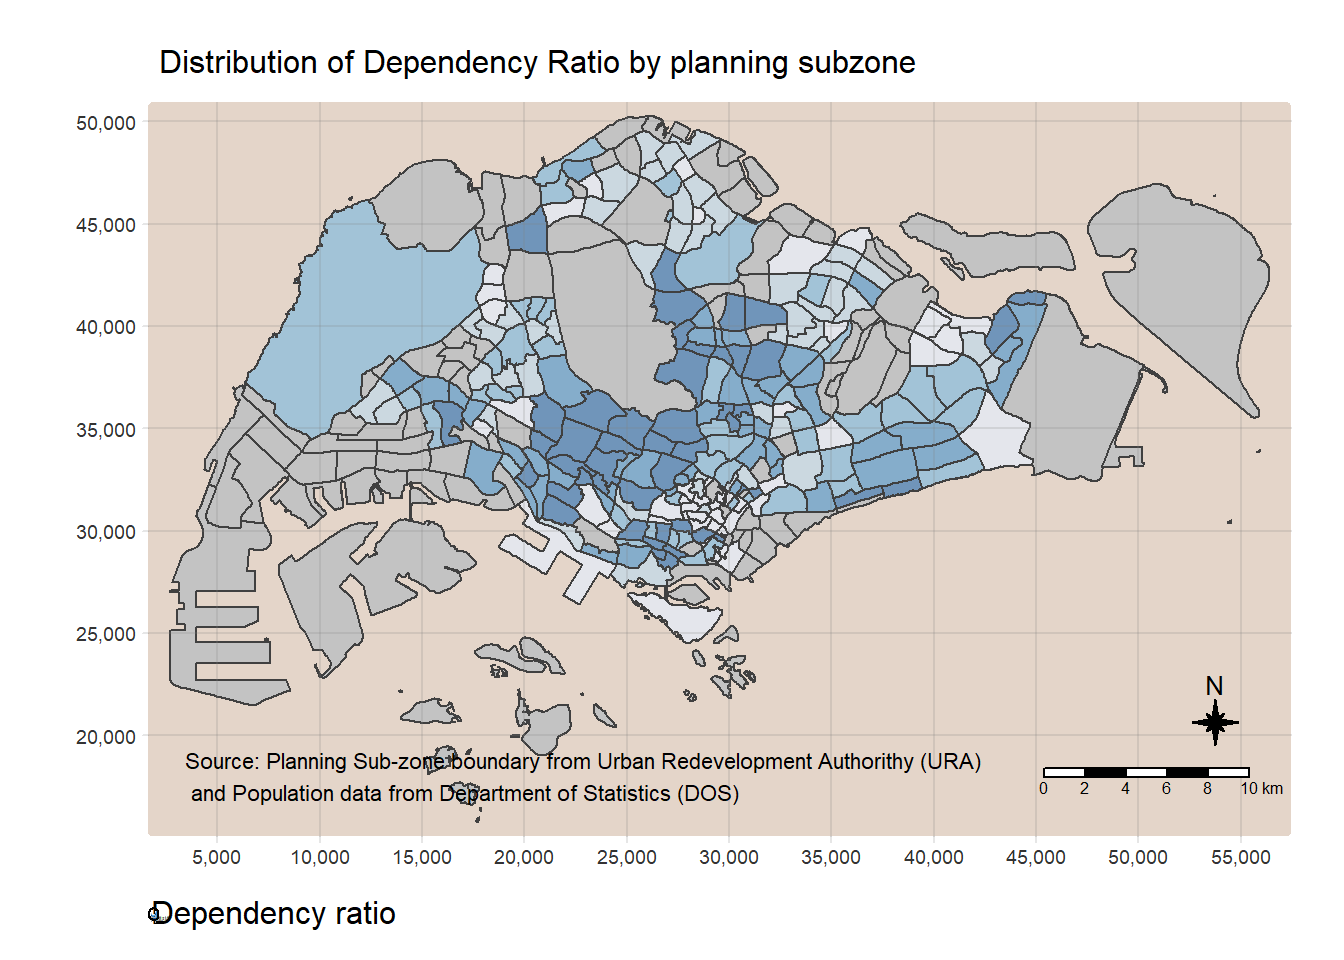 Distribution of Dependency Ratio by planning subzone
50,000
45,000
40,000
35,000
30,000
25,000
20,000
N
Source: Planning Sub-zone boundary from Urban Redevelopment Authorithy (URA)
and Population data from Department of Statistics (DOS)
0 2 4 6 8 10 km
5,000 10,000 15,000 20,000 25,000 30,000 35,000 40,000 45,000 50,000 55,000
Dependency ratio